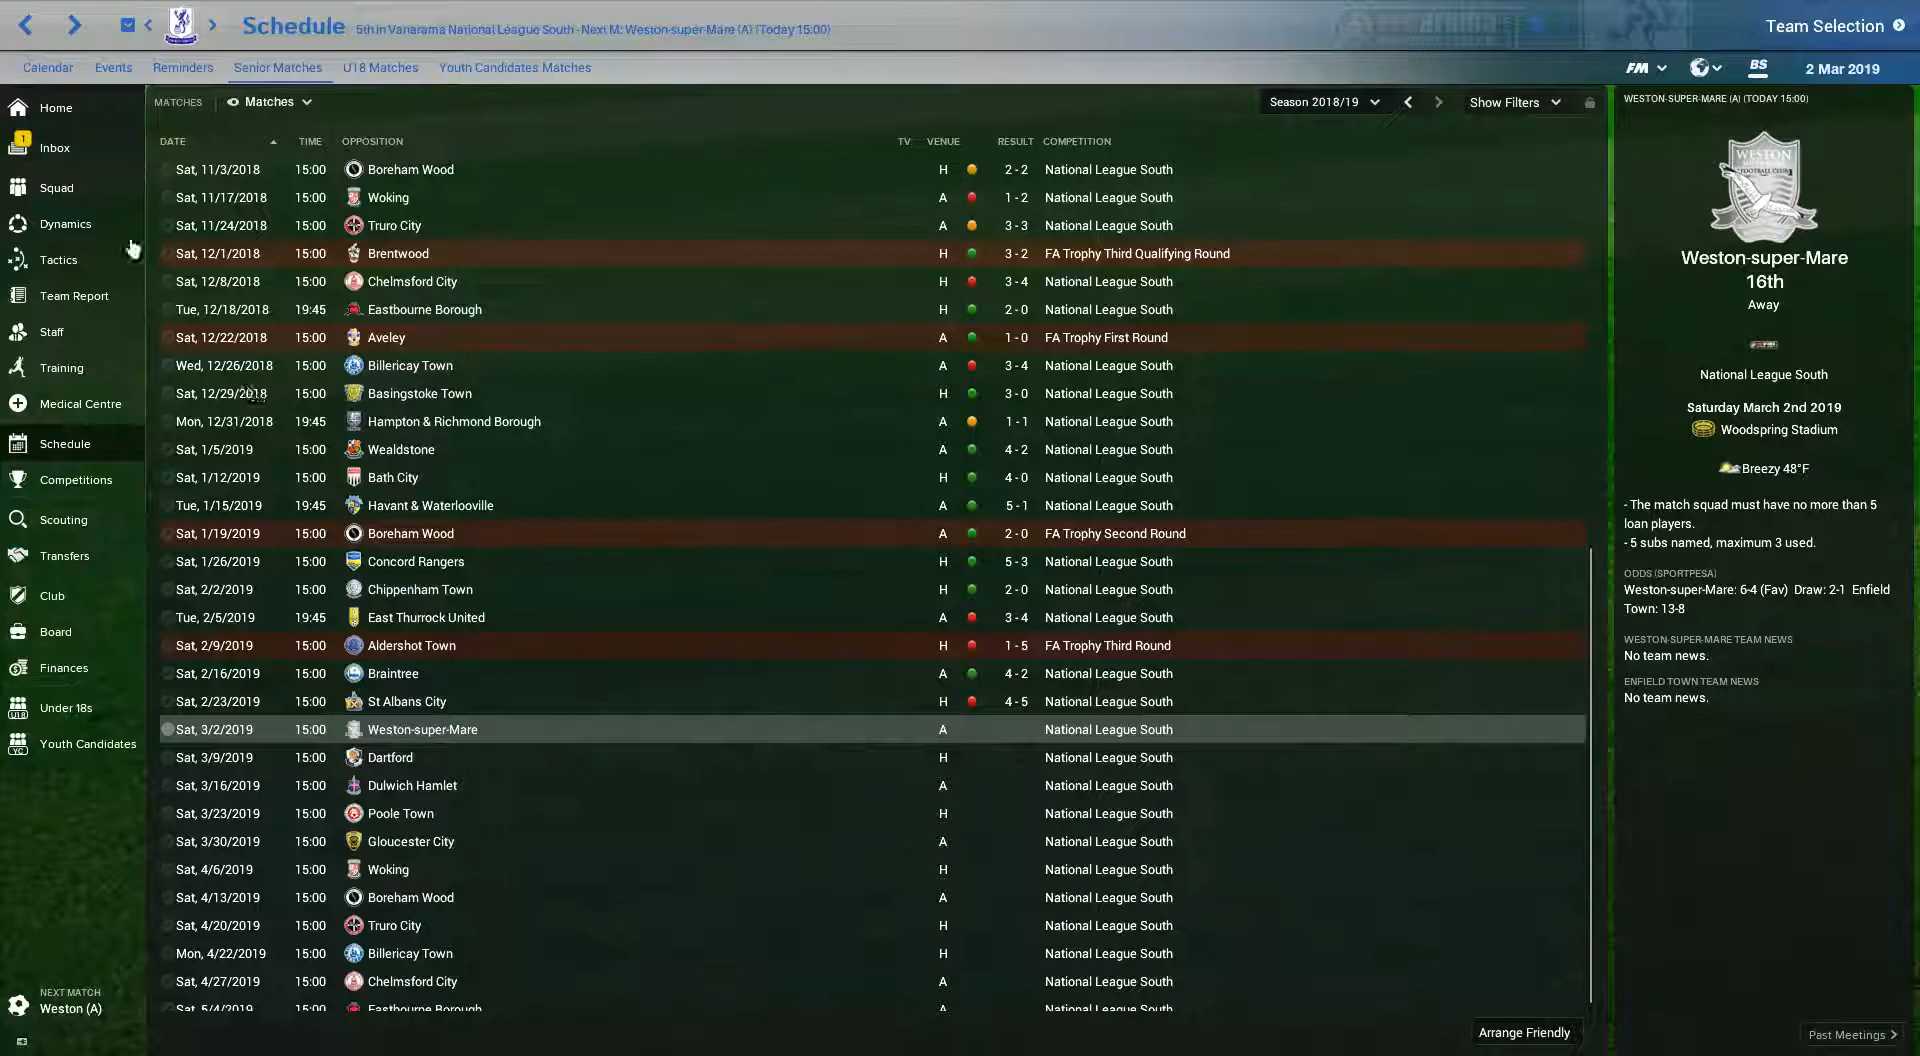 Schedule 5th in Vanarama National League South - Next M: Weston-super-Mare (A) (Today 15:00) Team Selection
Calendar Events Reminders Senior Matches U18 Matches Youth Candidates Matches FM BS 2 Mar 2019
Home
1
Inbox
Squad
Dynamics
Tactics
Team Report
Staff
Training
Medical Centre
Schedule
Competitions
Scouting
Transfers
Club
Board
Finances
U18 Under 18s
YC Youth Candidates
NEXT MATCH
Weston (A)
MATCHES Matches Season 2018/19 Show Filters
DATE TIME OPPOSITION TV VENUE RESULT COMPETITION
Sat, 11/3/2018 15:00 Boreham Wood H 2 - 2 National League South
Sat, 11/17/2018 15:00 Woking A 1 - 2 National League South
Sat, 11/24/2018 15:00 Truro City A 3 - 3 National League South
Sat, 12/1/2018 15:00 Brentwood H 3 - 2 FA Trophy Third Qualifying Round
Sat, 12/8/2018 15:00 Chelmsford City H 3 - 4 National League South
Tue, 12/18/2018 19:45 Eastbourne Borough H 2 - 0 National League South
Sat, 12/22/2018 15:00 Aveley A 1 - 0 FA Trophy First Round
Wed, 12/26/2018 15:00 Billericay Town A 3 - 4 National League South
Sat, 12/29/2018 15:00 Basingstoke Town H 3 - 0 National League South
Mon, 12/31/2018 19:45 Hampton & Richmond Borough A 1 - 1 National League South
Sat, 1/5/2019 15:00 Wealdstone A 4 - 2 National League South
Sat, 1/12/2019 15:00 Bath City H 4 - 0 National League South
Tue, 1/15/2019 19:45 Havant & Waterlooville A 5 - 1 National League South
Sat, 1/19/2019 15:00 Boreham Wood A 2 - 0 FA Trophy Second Round
Sat, 1/26/2019 15:00 Concord Rangers H 5 - 3 National League South
Sat, 2/2/2019 15:00 Chippenham Town H 2 - 0 National League South
Tue, 2/5/2019 19:45 East Thurrock United A 3 - 4 National League South
Sat, 2/9/2019 15:00 Aldershot Town H 1 - 5 FA Trophy Third Round
Sat, 2/16/2019 15:00 Braintree A 4 - 2 National League South
Sat, 2/23/2019 15:00 St Albans City H 4 - 5 National League South
Sat, 3/2/2019 15:00 Weston-super-Mare A National League South
Sat, 3/9/2019 15:00 Dartford H National League South
Sat, 3/16/2019 15:00 Dulwich Hamlet A National League South
Sat, 3/23/2019 15:00 Poole Town H National League South
Sat, 3/30/2019 15:00 Gloucester City A National League South
Sat, 4/6/2019 15:00 Woking H National League South
Sat, 4/13/2019 15:00 Boreham Wood A National League South
Sat, 4/20/2019 15:00 Truro City H National League South
Mon, 4/22/2019 15:00 Billericay Town H National League South
Sat, 4/27/2019 15:00 Chelmsford City A National League South
Sat, 5/4/2019 15:00 Eastbourne Borough A National League South
Arrange Friendly
WESTON-SUPER-MARE (A) (TODAY 15:00)
WESTON
FOOTBALL CLUB
Weston-super-Mare
16th
Away
National League South
Saturday March 2nd 2019
Woodspring Stadium
Breezy 48°F
- The match squad must have no more than 5
loan players.
- 5 subs named, maximum 3 used.
ODDS (SPORTPESA)
Weston-super-Mare: 6-4 (Fav) Draw: 2-1 Enfield
Town: 13-8
WESTON-SUPER-MARE TEAM NEWS
No team news.
ENFIELD TOWN TEAM NEWS
No team news.
Past Meetings